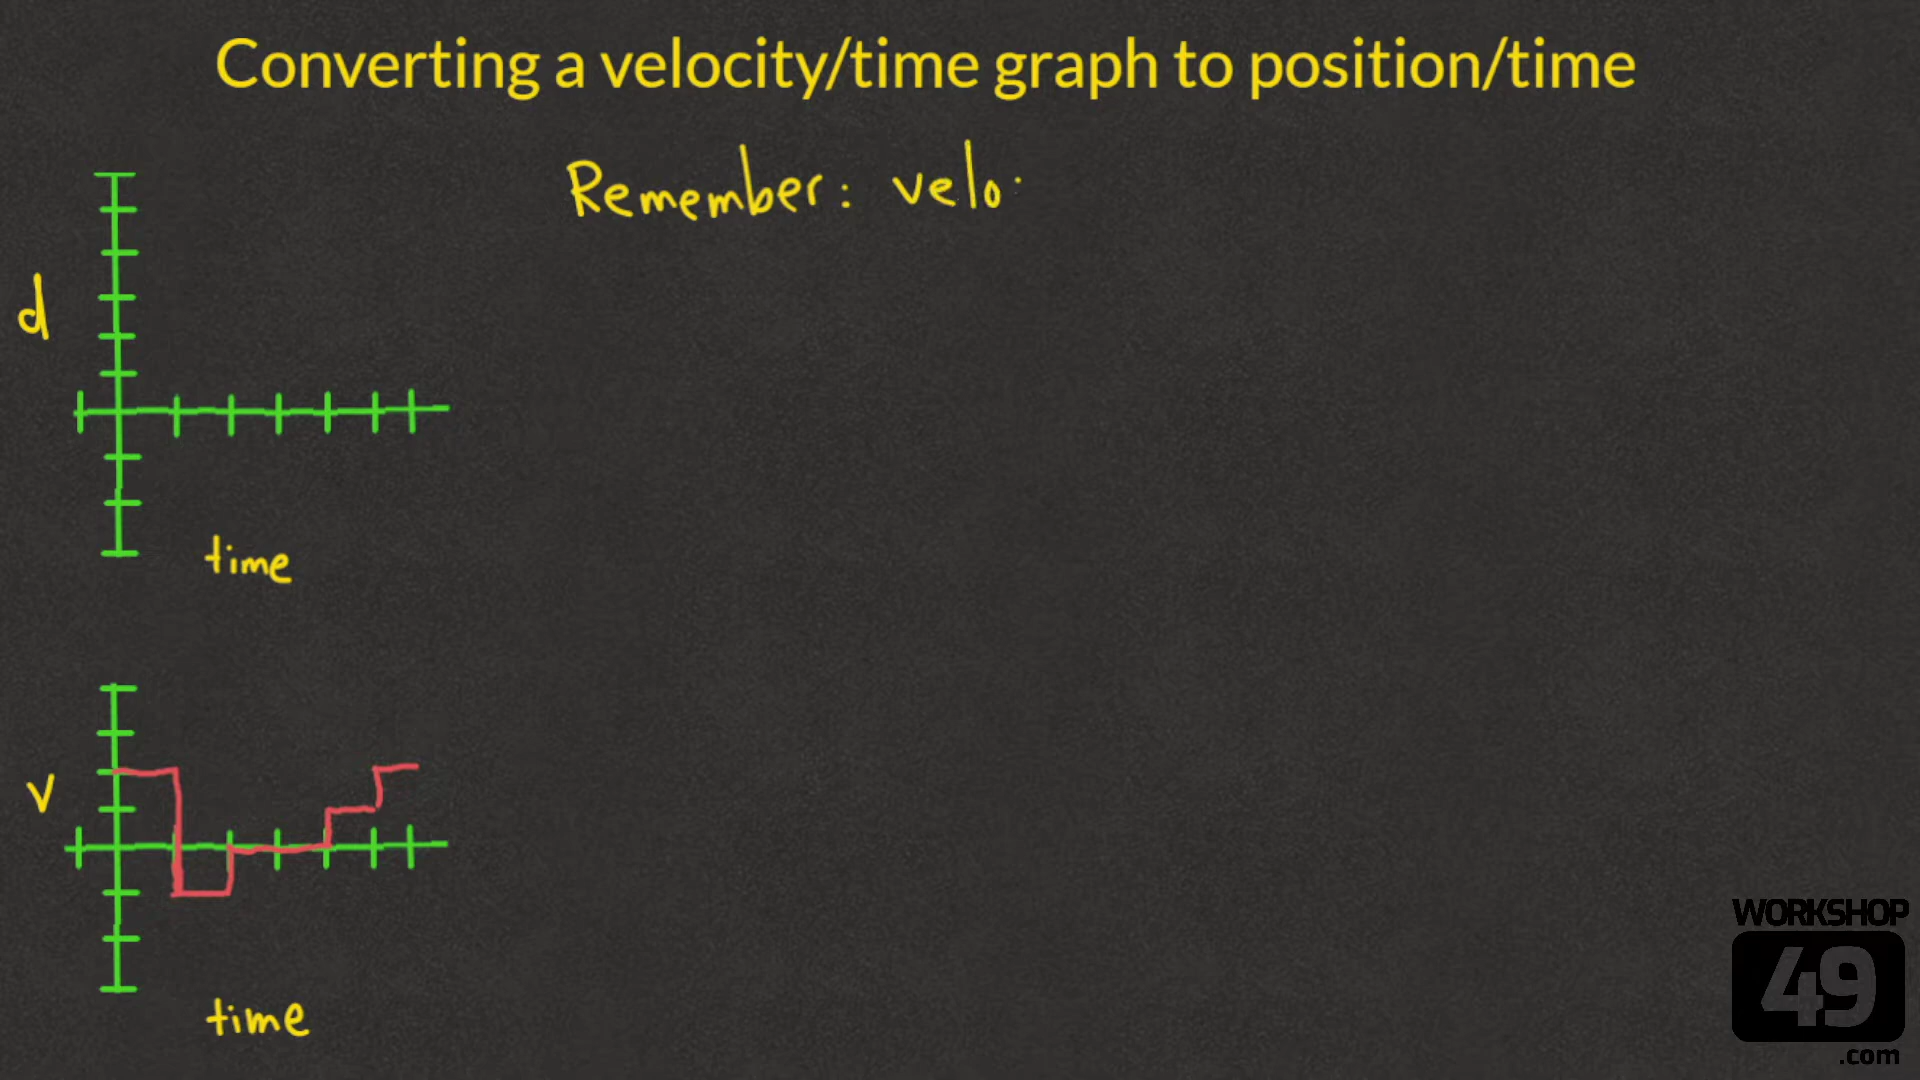 Converting a velocity/time graph to position/time
Remember: velo
d
time
v
time
WORKSHOP
49
.com